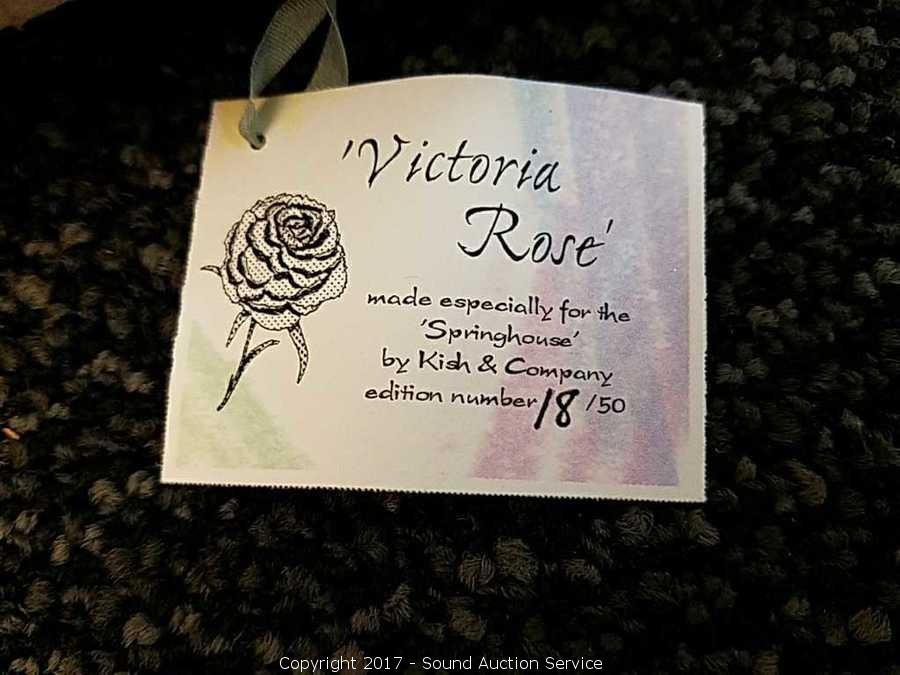 'Victoria
Rose'
made especially for the
'Springhouse'
by Kish & Company
edition number 18 /50
Copyright 2017 - Sound Auction Service